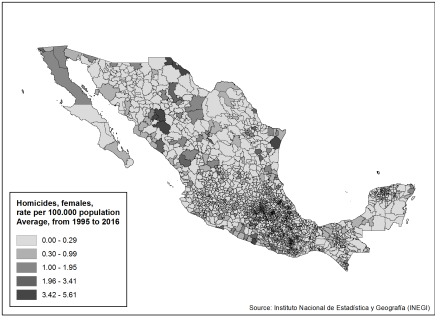 Homicides, females,
rate per 100.000 population
Average, from 1995 to 2016
0.00 - 0.29
0.30 - 0.99
1.00 - 1.95
1.96 - 3.41
3.42 - 5.61
Source: Instituto Nacional de Estadística y Geografía (INEGI)